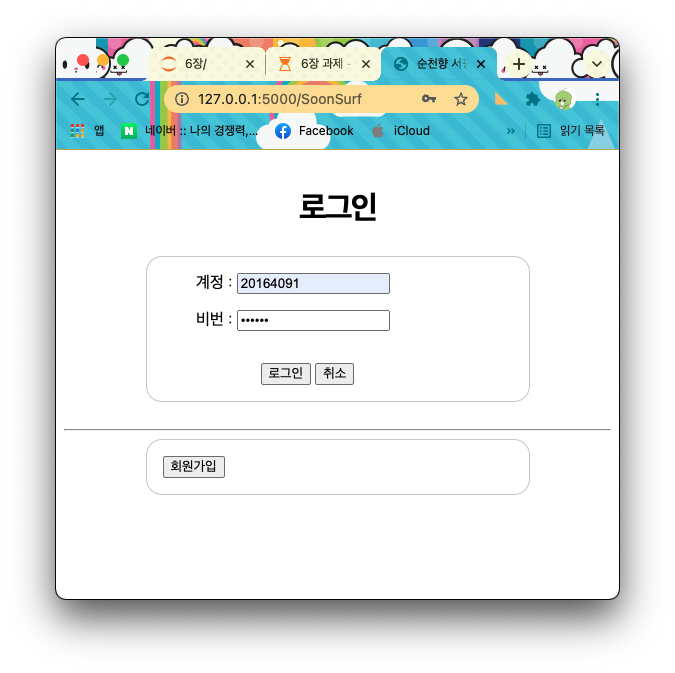 6장/
6장 과제 -
순천향 서
127.0.0.1:5000/SoonSurf
앱 네이버 :: 나의 경쟁력,... Facebook iCloud » 읽기 목록
로그인
계정 : 20164091
비번 : ••••••
로그인 취소
회원가입